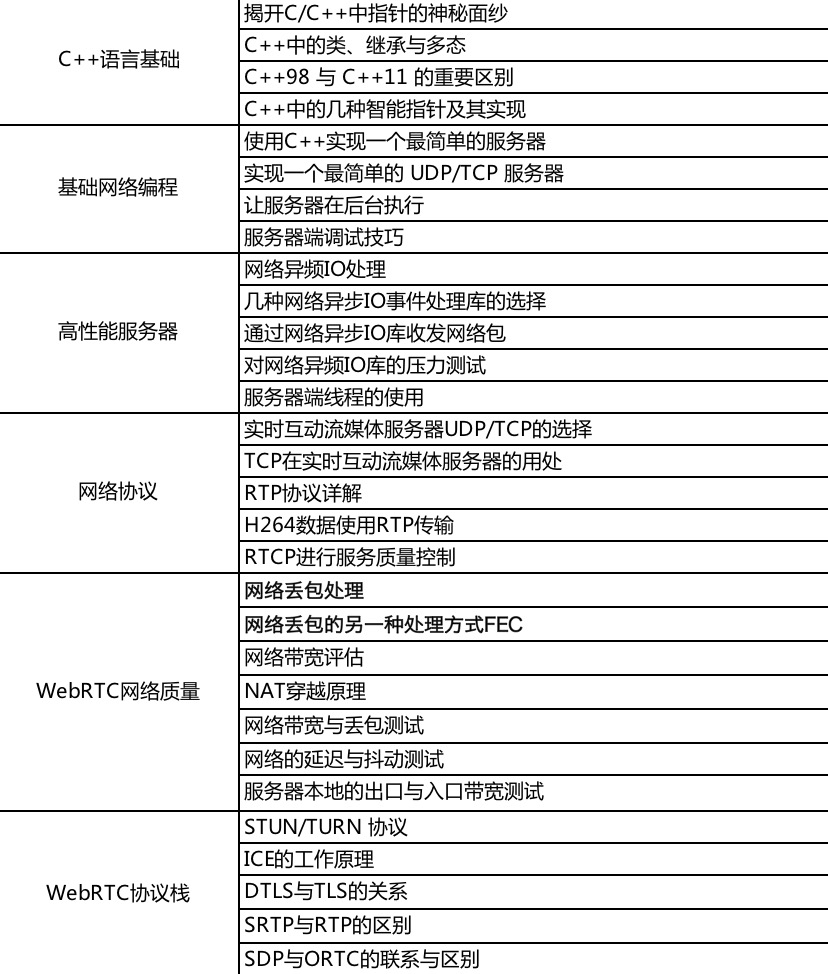 C++语言基础
揭开C/C++中指针的神秘面纱
C++中的类、继承与多态
C++98 与 C++11 的重要区别
C++中的几种智能指针及其实现
基础网络编程
使用C++实现一个最简单的服务器
实现一个最简单的 UDP/TCP 服务器
让服务器在后台执行
服务器端调试技巧
高性能服务器
网络异频IO处理
几种网络异步IO事件处理库的选择
通过网络异步IO库收发网络包
对网络异频IO库的压力测试
服务器端线程的使用
网络协议
实时互动流媒体服务器UDP/TCP的选择
TCP在实时互动流媒体服务器的用处
RTP协议详解
H264数据使用RTP传输
RTCP进行服务质量控制
WebRTC网络质量
网络丢包处理
网络丢包的另一种处理方式FEC
网络带宽评估
NAT穿越原理
网络带宽与丢包测试
网络的延迟与抖动测试
服务器本地的出口与入口带宽测试
WebRTC协议栈
STUN/TURN 协议
ICE的工作原理
DTLS与TLS的关系
SRTP与RTP的区别
SDP与ORTC的联系与区别